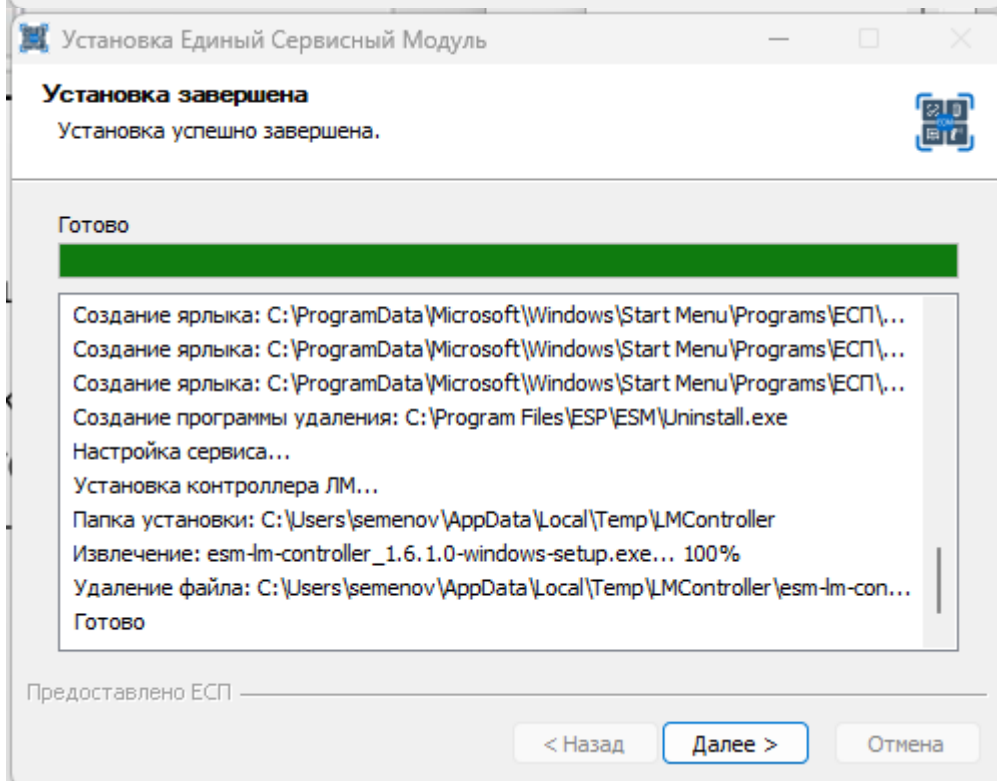 Установка Единый Сервисный Модуль
Установка завершена
Установка успешно завершена.
Готово
Создание ярлыка: C:\ProgramData\Microsoft\Windows\Start Menu\Programs\ЕСП\...
Создание ярлыка: C:\ProgramData\Microsoft\Windows\Start Menu\Programs\ЕСП\...
Создание ярлыка: C:\ProgramData\Microsoft\Windows\Start Menu\Programs\ЕСП\...
Создание программы удаления: C:\Program Files\ESP\ESM\Uninstall.exe
Настройка сервиса...
Установка контроллера ЛМ...
Папка установки: C:\Users\semenov\AppData\Local\Temp\LMController
Извлечение: esm-lm-controller_1.6.1.0-windows-setup.exe... 100%
Удаление файла: C:\Users\semenov\AppData\Local\Temp\LMController\esm-lm-con...
Готово
Предоставлено ЕСП
< Назад
Далее >
Отмена